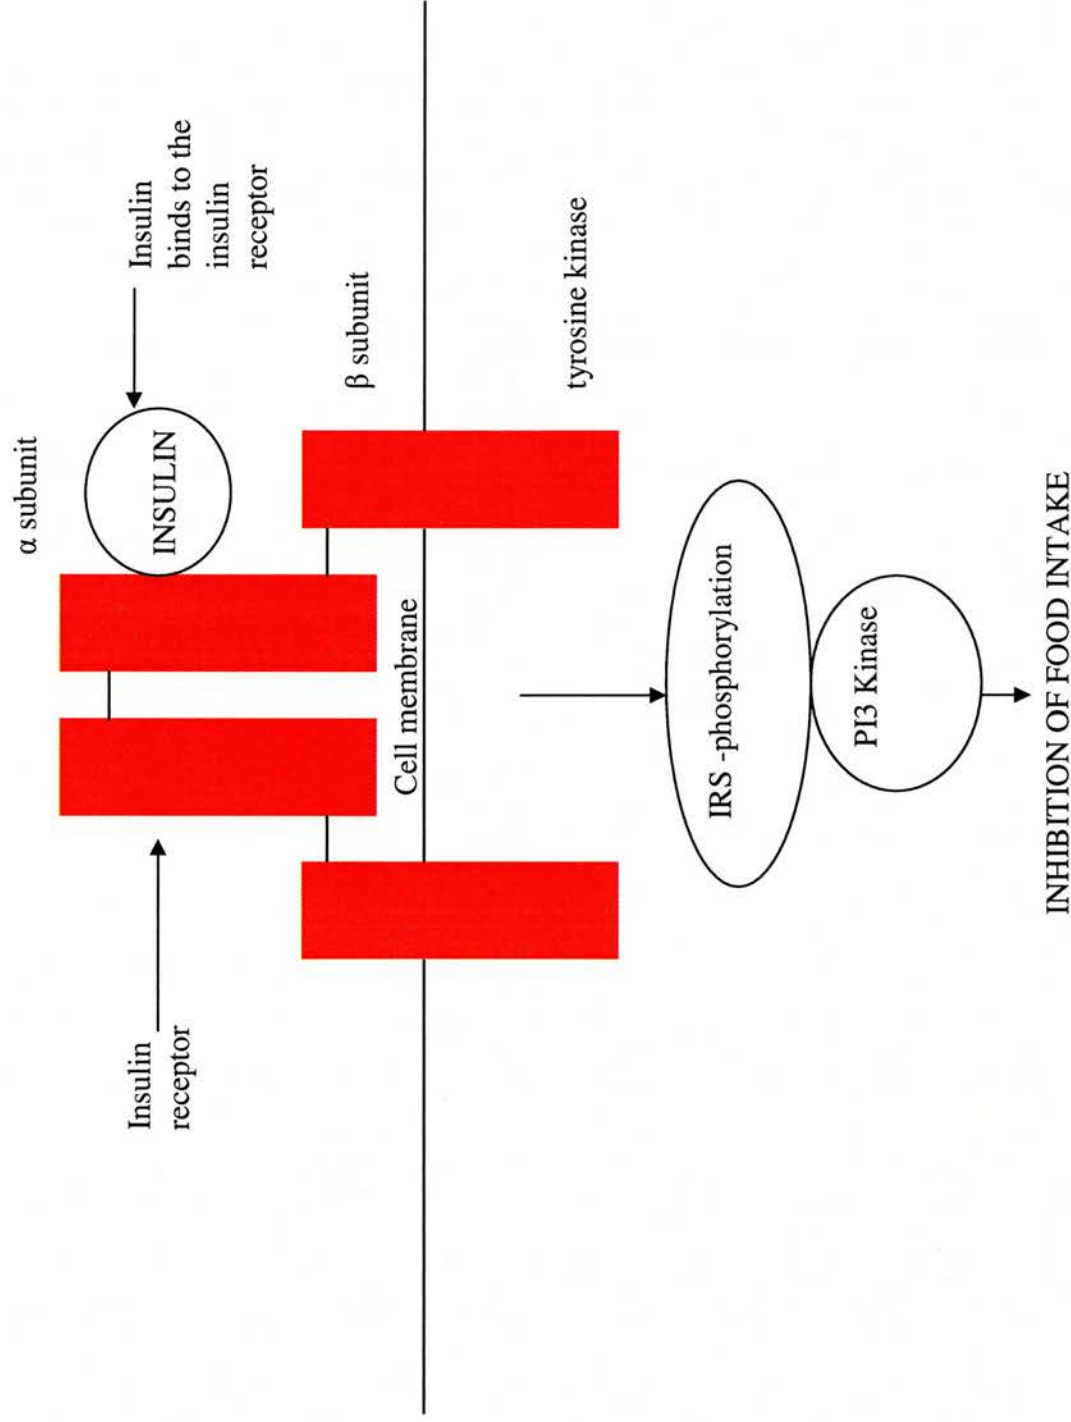 α subunit
Insulin
receptor
INSULIN
Insulin
binds to the
insulin
receptor
β subunit
Cell membrane
tyrosine kinase
IRS -phosphorylation
PI3 Kinase
INHIBITION OF FOOD INTAKE